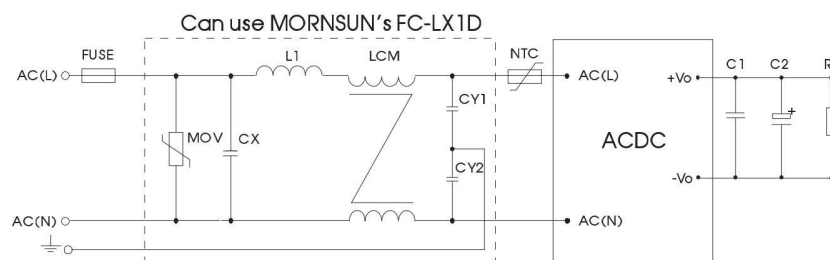 Can use MORNSUN's FC-LX1D
FUSE
L1
LCM
NTC
AC(L)
AC(L)
+Vo
C1
C2
R
CY1
MOV
CX
ACDC
CY2
-Vo
AC(N)
AC(N)
+